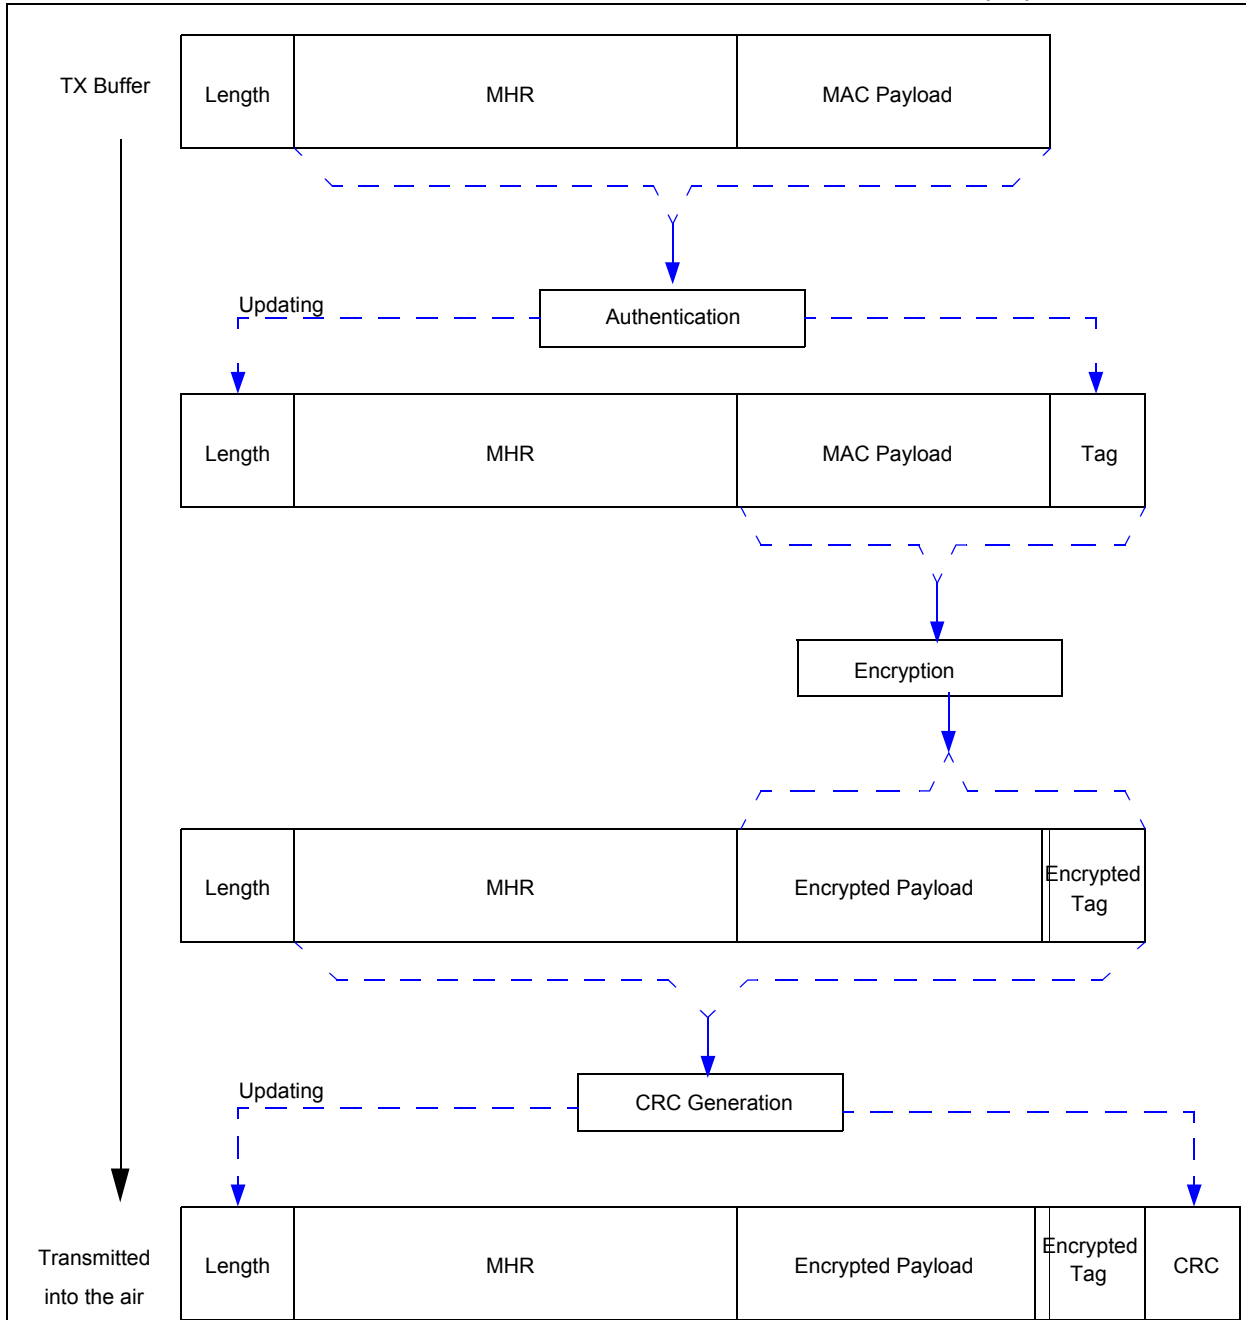 TX Buffer
Length
MHR
MAC Payload
Updating
Authentication
Length
MHR
MAC Payload
Tag
Encryption
Length
MHR
Encrypted Payload
Encrypted
Tag
Updating
CRC Generation
Transmitted
into the air
Length
MHR
Encrypted Payload
Encrypted
Tag
CRC